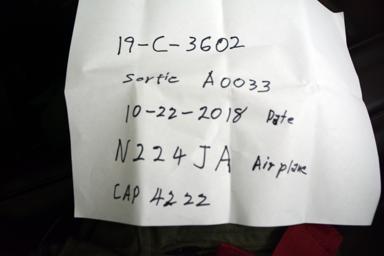 19-C-3602
Sortie A0033
10-22-2018 Date
N224JA Airplane
CAP 4222